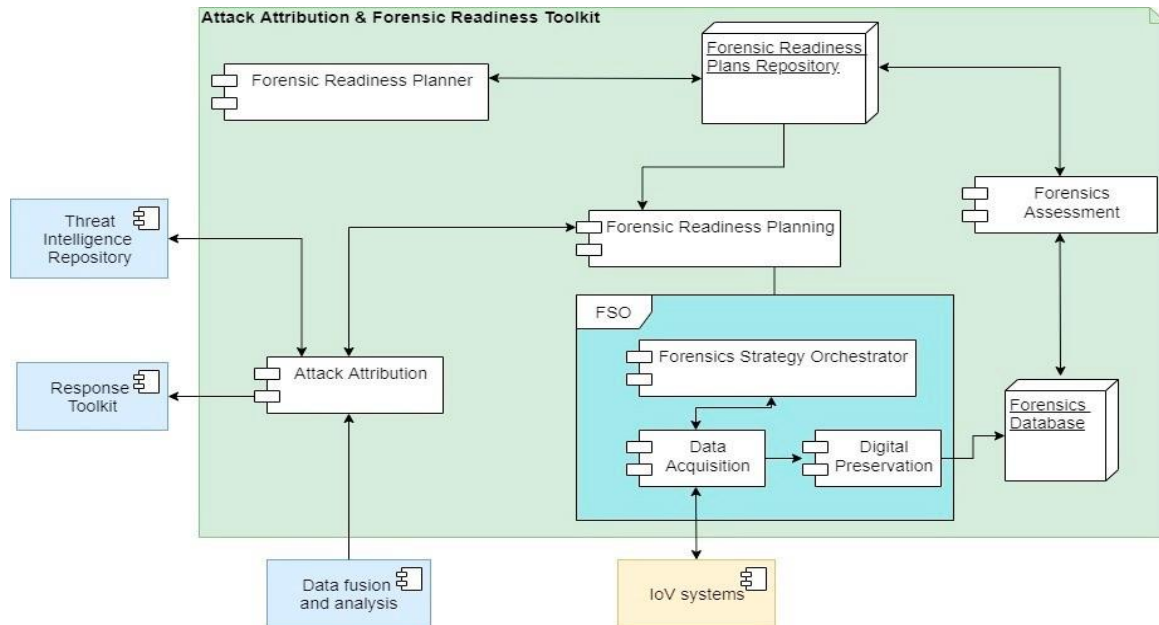 Attack Attribution & Forensic Readiness Toolkit
Forensic Readiness
Plans Repository
Forensic Readiness Planner
Forensics
Assessment
Threat
Intelligence
Repository
Forensic Readiness Planning
FSO
Forensics Strategy Orchestrator
Attack Attribution
Response
Toolkit
Forensics
Database
Data
Acquisition
Digital
Preservation
Data fusion
and analysis
IoV systems